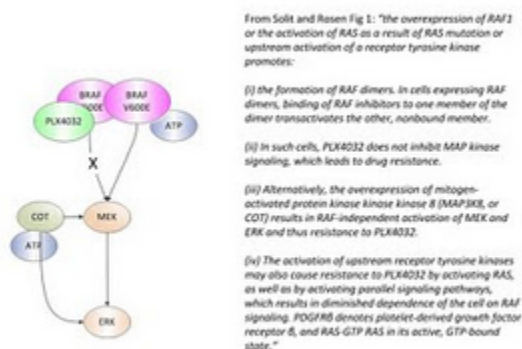 From Solit and Rosen Fig 1: "the overexpression of RAF1
or the activation of RAS as a result of RAS mutation or
upstream activation of a receptor tyrosine kinase
promotes:
(i) the formation of RAF dimers. In cells expressing RAF
dimers, binding of RAF inhibitors to one member of the
dimer transactivates the other, nonbound member.
(ii) In such cells, PLX4032 does not inhibit MAP kinase
signaling, which leads to drug resistance.
(iii) Alternatively, the overexpression of mitogen-
activated protein kinase kinase kinase 8 (MAP3K8, or
COT) results in RAF-independent activation of MEK and
ERK and thus resistance to PLX4032.
(iv) The activation of upstream receptor tyrosine kinases
may also cause resistance to PLX4032 by activating RAS,
as well as by activating parallel signaling pathways,
which results in diminished dependence of the cell on RAF
signaling. PDGFRβ denotes platelet-derived growth factor
receptor β, and RAS-GTP RAS in its active, GTP-bound
state."
BRAF
600E
BRAF
V600E
PLX4032
ATP
X
COT
MEK
ATP
ERK